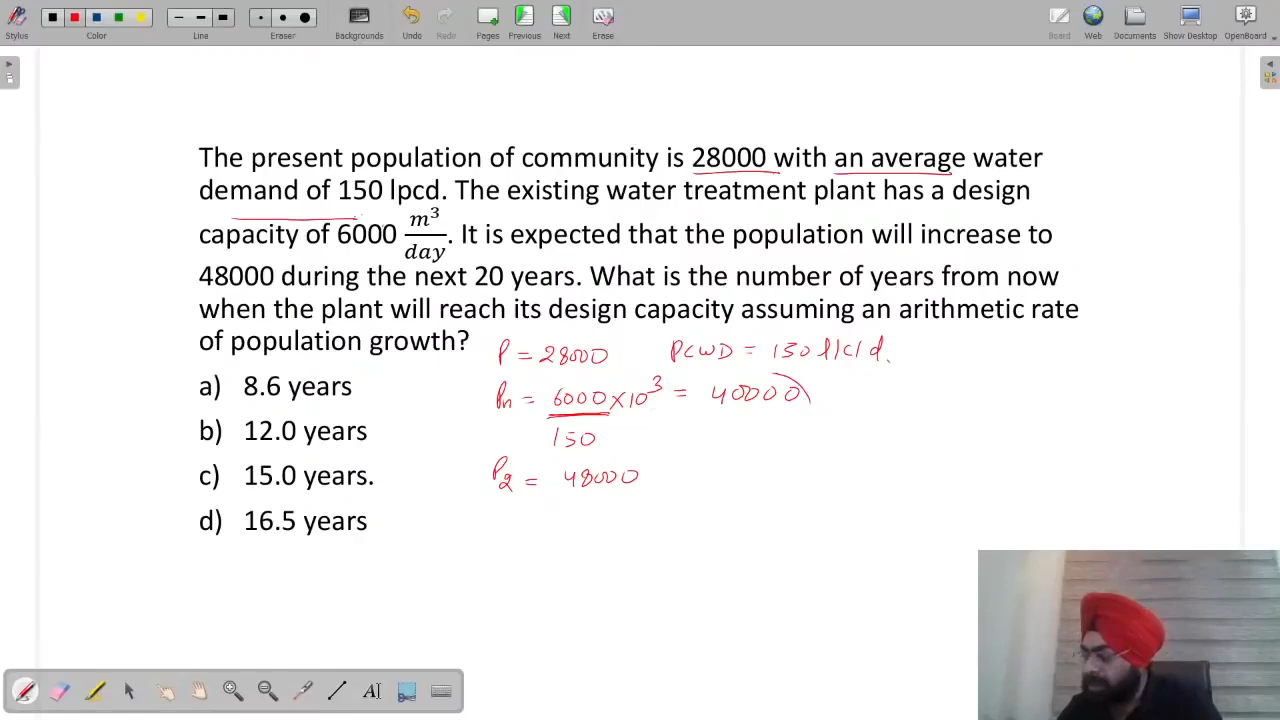 Stylus Color Line Eraser Backgrounds Undo Redo Pages Previous Next Erase Board Web Documents Show Desktop OpenBoard
The present population of community is 28000 with an average water
demand of 150 lpcd. The existing water treatment plant has a design
capacity of 6000 m³/day. It is expected that the population will increase to
48000 during the next 20 years. What is the number of years from now
when the plant will reach its design capacity assuming an arithmetic rate
of population growth?
P = 28000 PCWD = 150 l/c/d.
a) 8.6 years
Pn = 6000 × 10³ / 150 = 40000
b) 12.0 years
c) 15.0 years.
P2 = 48000
d) 16.5 years